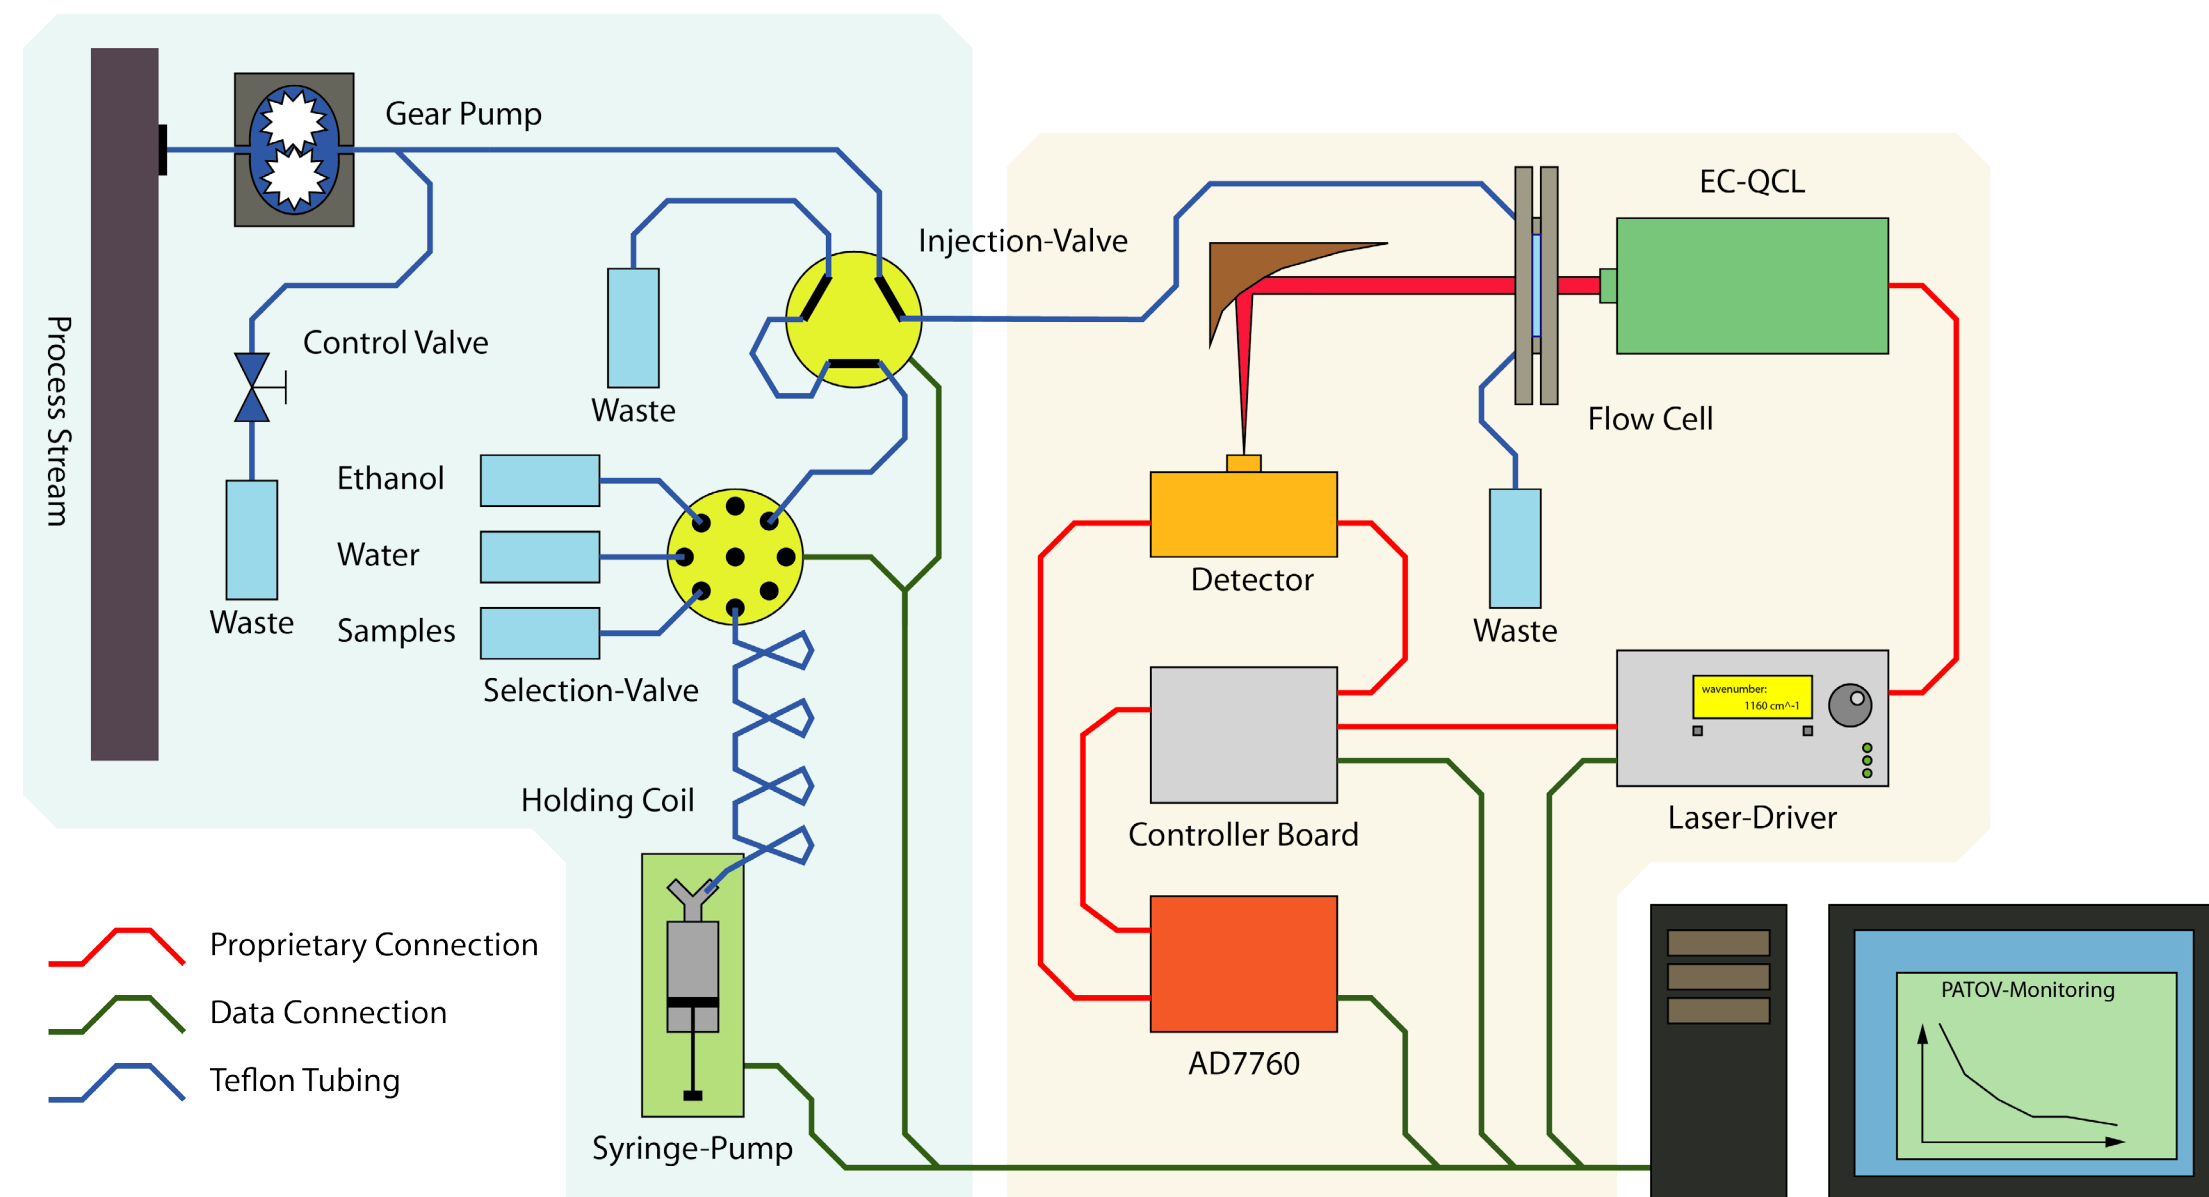 Gear Pump
Process Stream
Control Valve
Waste
Injection-Valve
Waste
Ethanol
Water
Samples
Selection-Valve
Holding Coil
Syringe-Pump
EC-QCL
Flow Cell
Waste
Detector
Controller Board
wavenumber:
1160 cm^-1
Laser-Driver
AD7760
PATOV-Monitoring
Proprietary Connection
Data Connection
Teflon Tubing